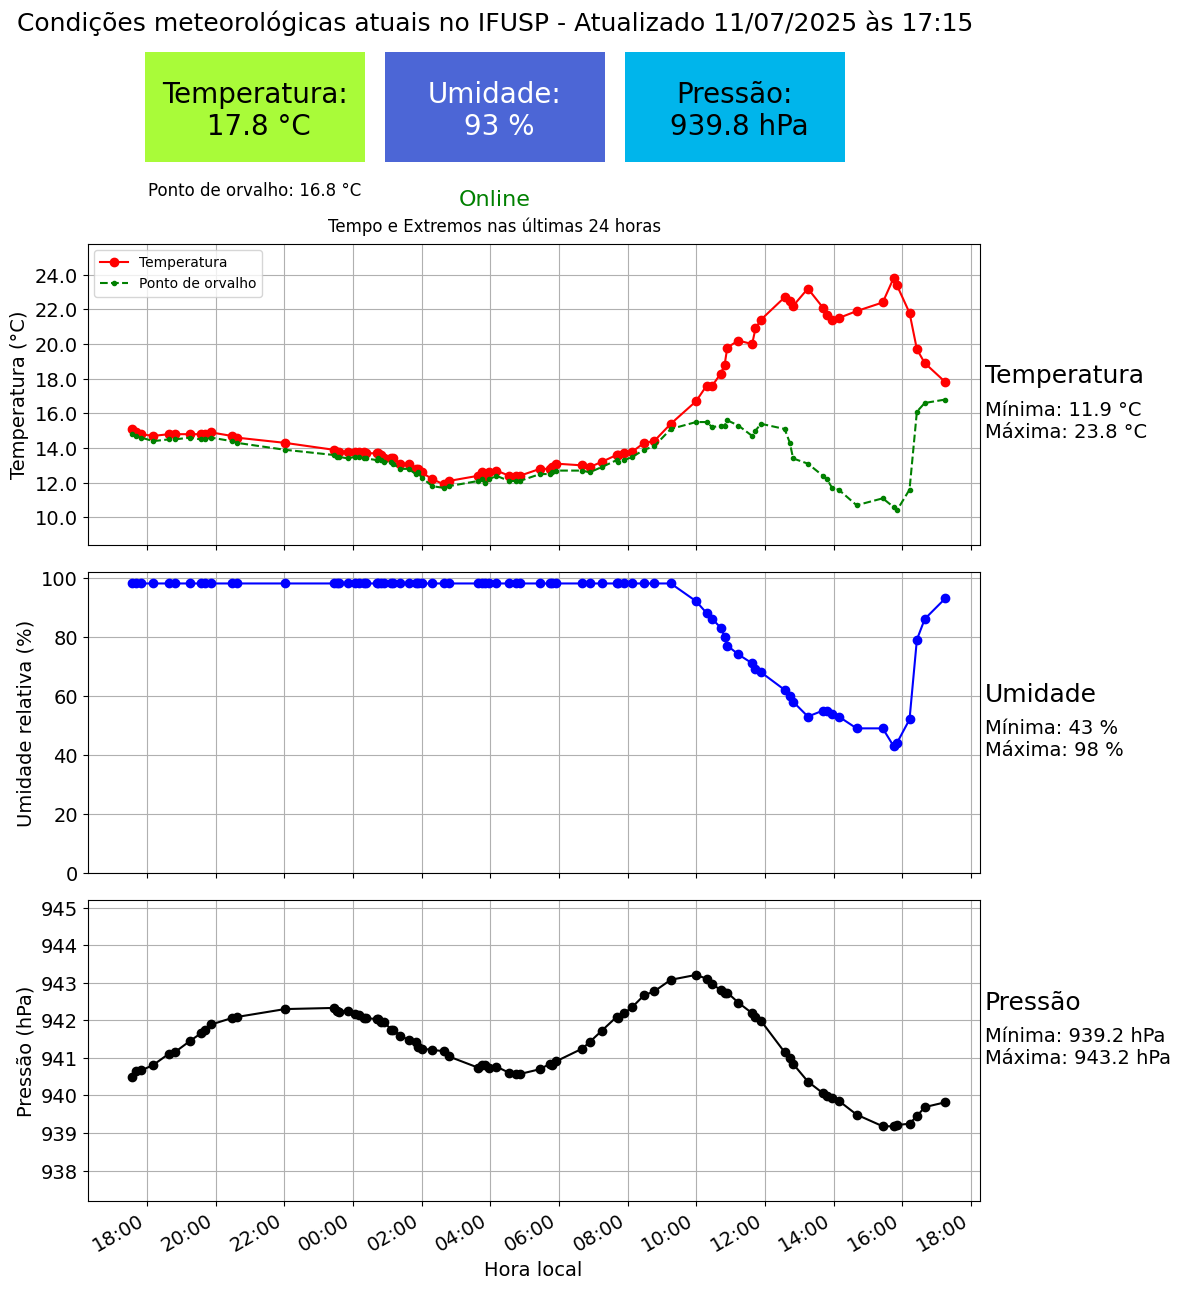 Condições meteorológicas atuais no IFUSP - Atualizado 11/07/2025 às 17:15
Temperatura:
17.8 °C
Umidade:
93 %
Pressão:
939.8 hPa
Ponto de orvalho: 16.8 °C
Online
Tempo e Extremos nas últimas 24 horas
Temperatura
Ponto de orvalho
Temperatura (°C)
24.0
22.0
20.0
18.0
16.0
14.0
12.0
10.0
Temperatura
Mínima: 11.9 °C
Máxima: 23.8 °C
Umidade relativa (%)
100
80
60
40
20
0
Umidade
Mínima: 43 %
Máxima: 98 %
Pressão (hPa)
945
944
943
942
941
940
939
938
Pressão
Mínima: 939.2 hPa
Máxima: 943.2 hPa
18:00
20:00
22:00
00:00
02:00
04:00
06:00
08:00
10:00
12:00
14:00
16:00
18:00
Hora local